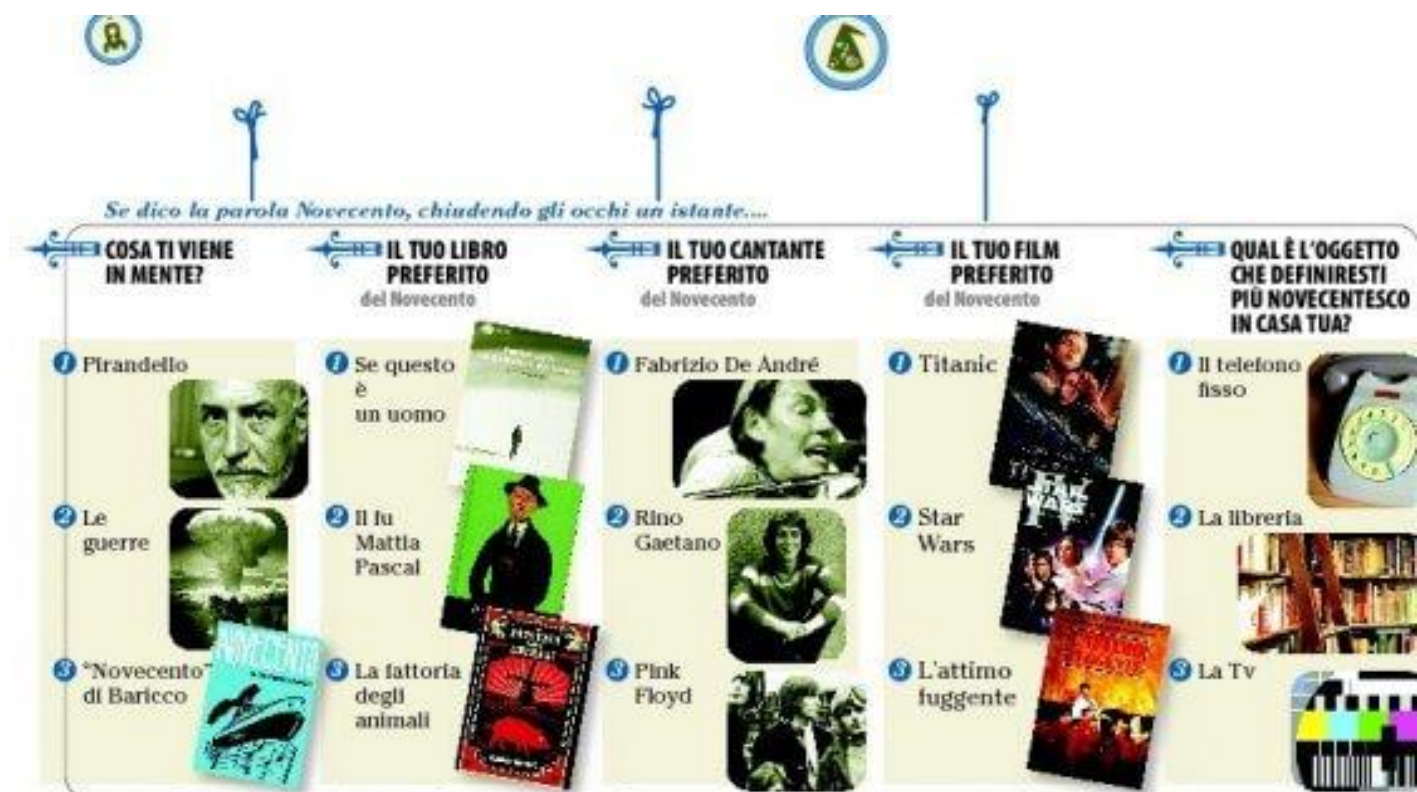 Se dico la parola Novecento, chiudendo gli occhi un istante....
COSA TI VIENE
IN MENTE?
1 Pirandello
2 Le
guerre
3 "Novecento"
di Baricco
NOVECENTO
IL TUO LIBRO
PREFERITO
del Novecento
1 Se questo
è
un uomo
2 Il fu
Mattia
Pascal
3 La fattoria
degli
animali
IL TUO CANTANTE
PREFERITO
del Novecento
1 Fabrizio De André
2 Rino
Gaetano
3 Pink
Floyd
IL TUO FILM
PREFERITO
del Novecento
1 Titanic
TITANIC
2 Star
Wars
STAR
WARS
3 L'attimo
fuggente
QUAL È L'OGGETTO
CHE DEFINIRESTI
PIÙ NOVECENTESCO
IN CASA TUA?
1 Il telefono
fisso
2 La libreria
3 La Tv